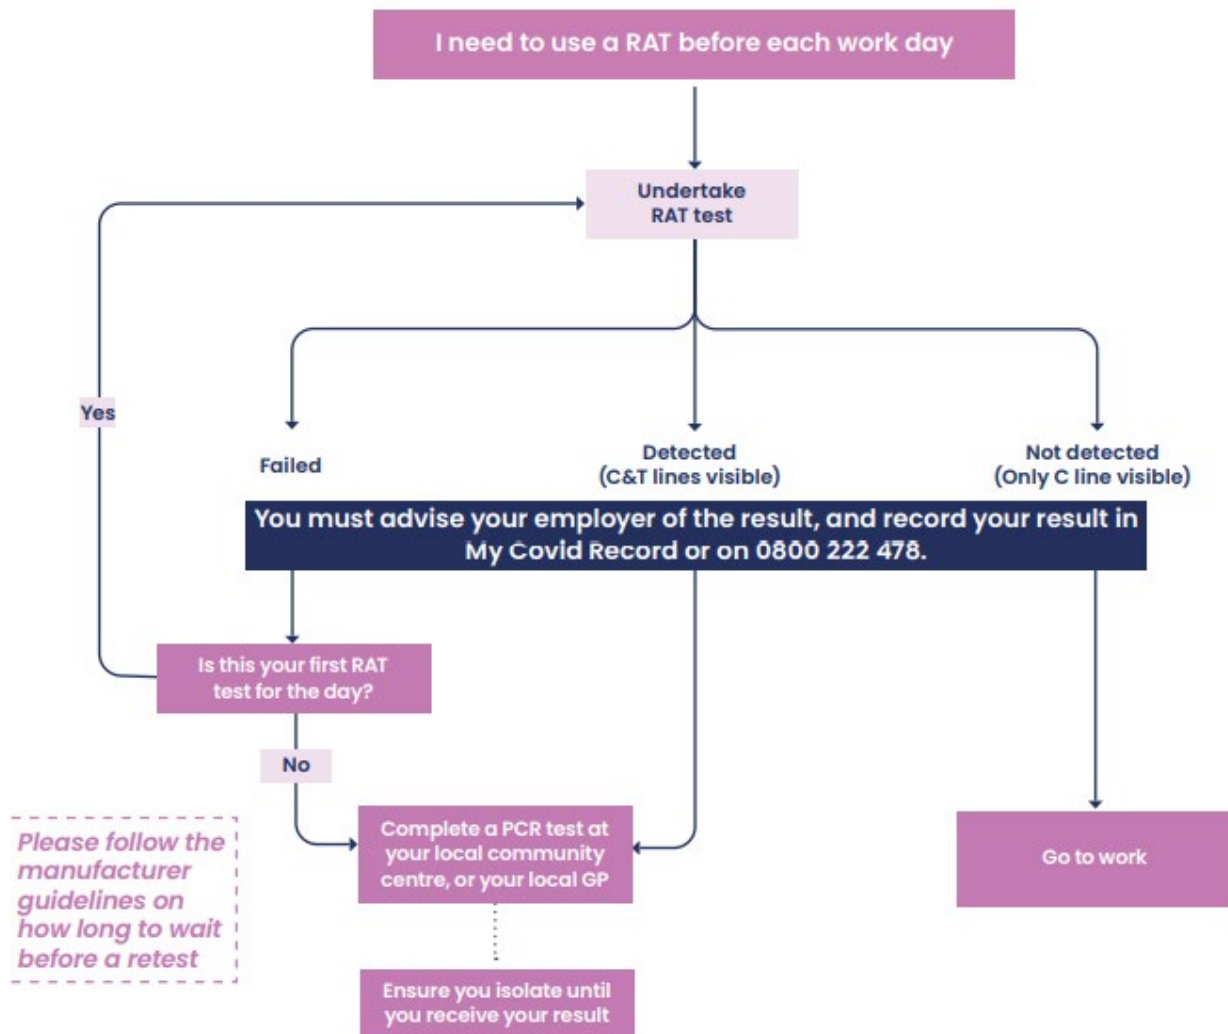 I need to use a RAT before each work day
Undertake
RAT test
Yes
Failed
Detected
(C&T lines visible)
Not detected
(Only C line visible)
You must advise your employer of the result, and record your result in
My Covid Record or on 0800 222 478.
Is this your first RAT
test for the day?
No
Please follow the
manufacturer
guidelines on
how long to wait
before a retest
Complete a PCR test at
your local community
centre, or your local GP
Go to work
Ensure you isolate until
you receive your result